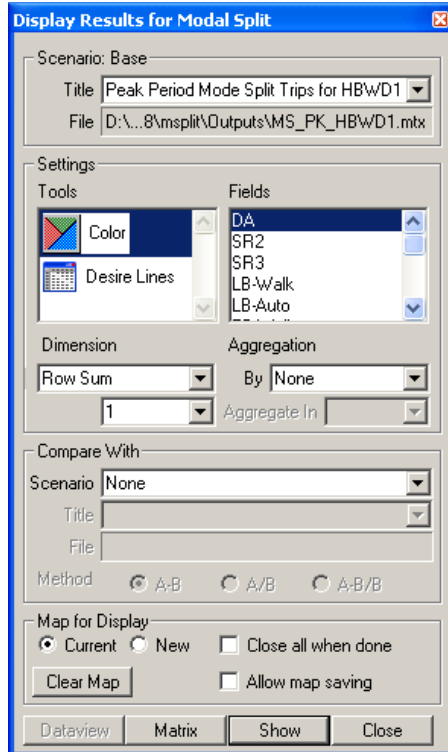 Display Results for Modal Split
Scenario: Base
Title Peak Period Mode Split Trips for HBWD1
File D:\...8\msplit\Outputs\MS_PK_HBWD1.mtx
Settings
Tools Fields
Color
Desire Lines
DA
SR2
SR3
LB-Walk
LB-Auto
Dimension Aggregation
Row Sum By None
1 Aggregate In
Compare With
Scenario None
Title
File
Method A-B A/B A-B/B
Map for Display
Current New Close all when done
Clear Map Allow map saving
Dataview Matrix Show Close